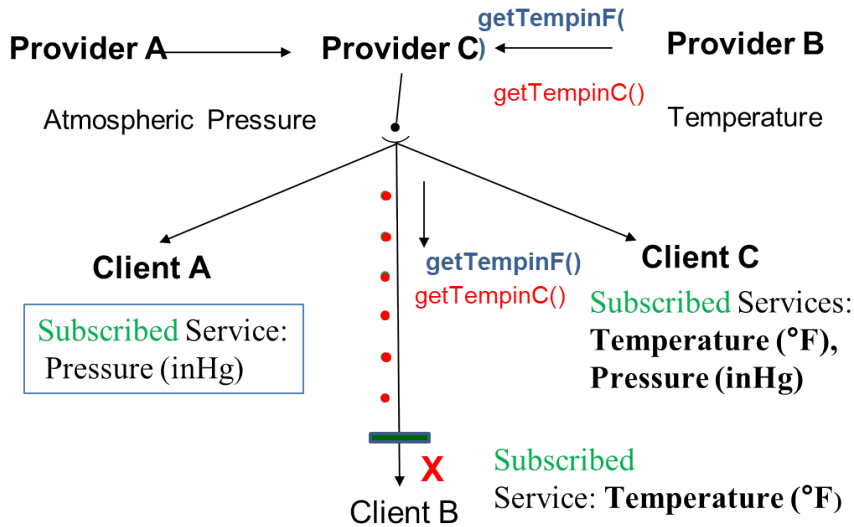 getTempinF(
Provider A
Provider C)
Provider B
getTempinC()
Atmospheric Pressure
Temperature
Client A
Client C
getTempinF()
getTempinC()
Subscribed Service:
Pressure (inHg)
Subscribed Services:
Temperature (°F),
Pressure (inHg)
X
Client B
Subscribed
Service: Temperature (°F)